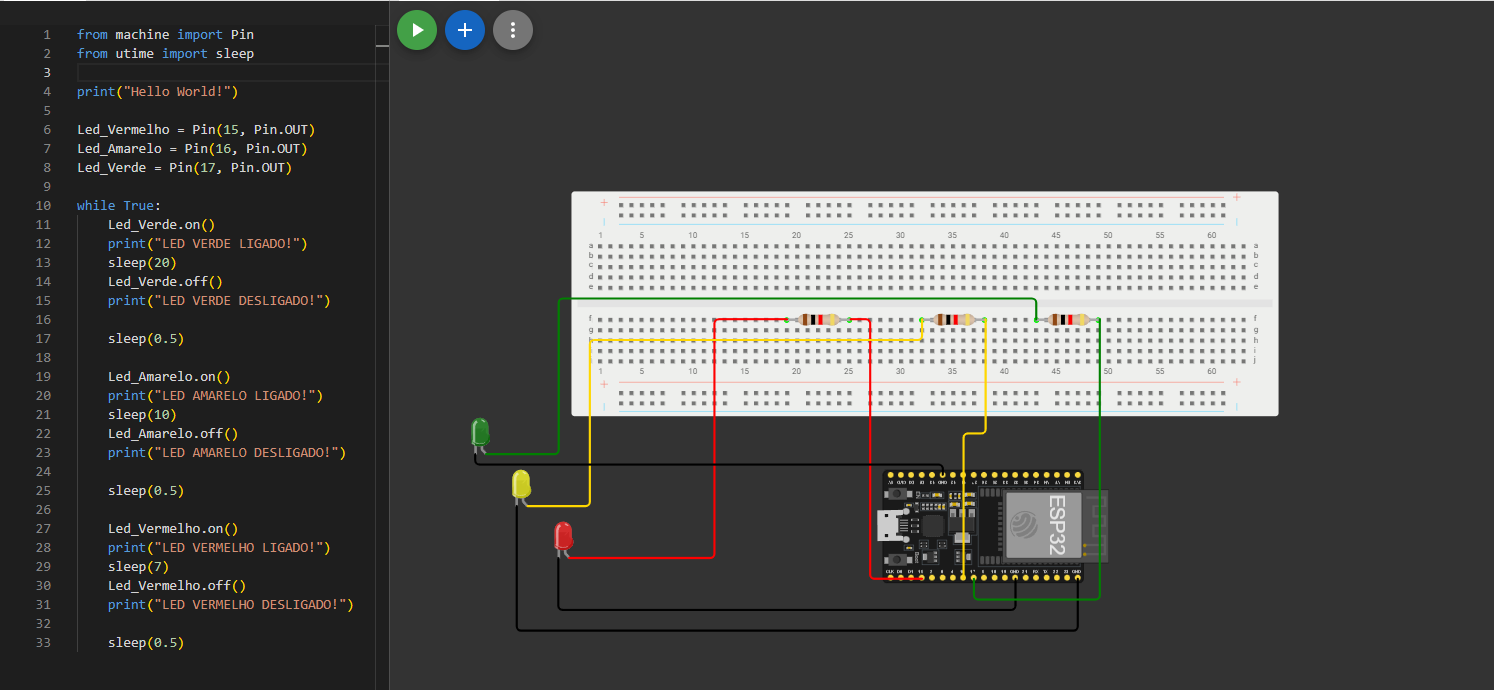 1 from machine import Pin
2 from utime import sleep
3
4 print("Hello World!")
5
6 Led_Vermelho = Pin(15, Pin.OUT)
7 Led_Amarelo = Pin(16, Pin.OUT)
8 Led_Verde = Pin(17, Pin.OUT)
9
10 while True:
11 Led_Verde.on()
12 print("LED VERDE LIGADO!")
13 sleep(20)
14 Led_Verde.off()
15 print("LED VERDE DESLIGADO!")
16
17 sleep(0.5)
18
19 Led_Amarelo.on()
20 print("LED AMARELO LIGADO!")
21 sleep(10)
22 Led_Amarelo.off()
23 print("LED AMARELO DESLIGADO!")
24
25 sleep(0.5)
26
27 Led_Vermelho.on()
28 print("LED VERMELHO LIGADO!")
29 sleep(7)
30 Led_Vermelho.off()
31 print("LED VERMELHO DESLIGADO!")
32
33 sleep(0.5)
1 5 10 15 20 25 30 35 40 45 50 55 60
a a
b b
c c
d d
e e
f f
g g
h h
i
j
1 5 10 15 20 25 30 35 40 45 50 55 60
ESP32